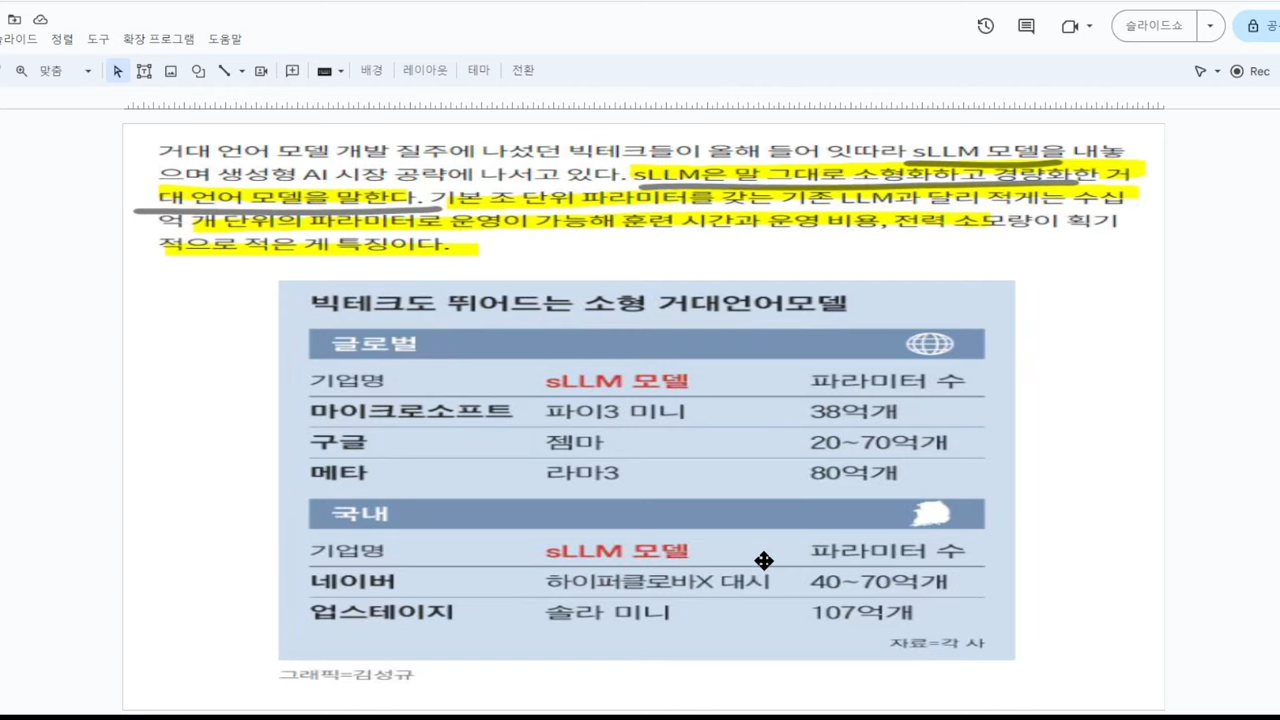 슬라이드 정렬 도구 확장 프로그램 도움말
슬라이드쇼
맞춤 배경 레이아웃 테마 전환 Rec
거대 언어 모델 개발 질주에 나섰던 빅테크들이 올해 들어 잇따라 sLLM 모델을 내놓
으며 생성형 AI 시장 공략에 나서고 있다. sLLM은 말 그대로 소형화하고 경량화한 거
대 언어 모델을 말한다. 기본 조 단위 파라미터를 갖는 기존 LLM과 달리 적게는 수십
억 개 단위의 파라미터로 운영이 가능해 훈련 시간과 운영 비용, 전력 소모량이 획기
적으로 적은 게 특징이다.
빅테크도 뛰어드는 소형 거대언어모델
글로벌
기업명 sLLM 모델 파라미터 수
마이크로소프트 파이3 미니 38억개
구글 젬마 20~70억개
메타 라마3 80억개
국내
기업명 sLLM 모델 파라미터 수
네이버 하이퍼클로바X 대시 40~70억개
업스테이지 솔라 미니 107억개
자료=각 사
그래픽=김성규